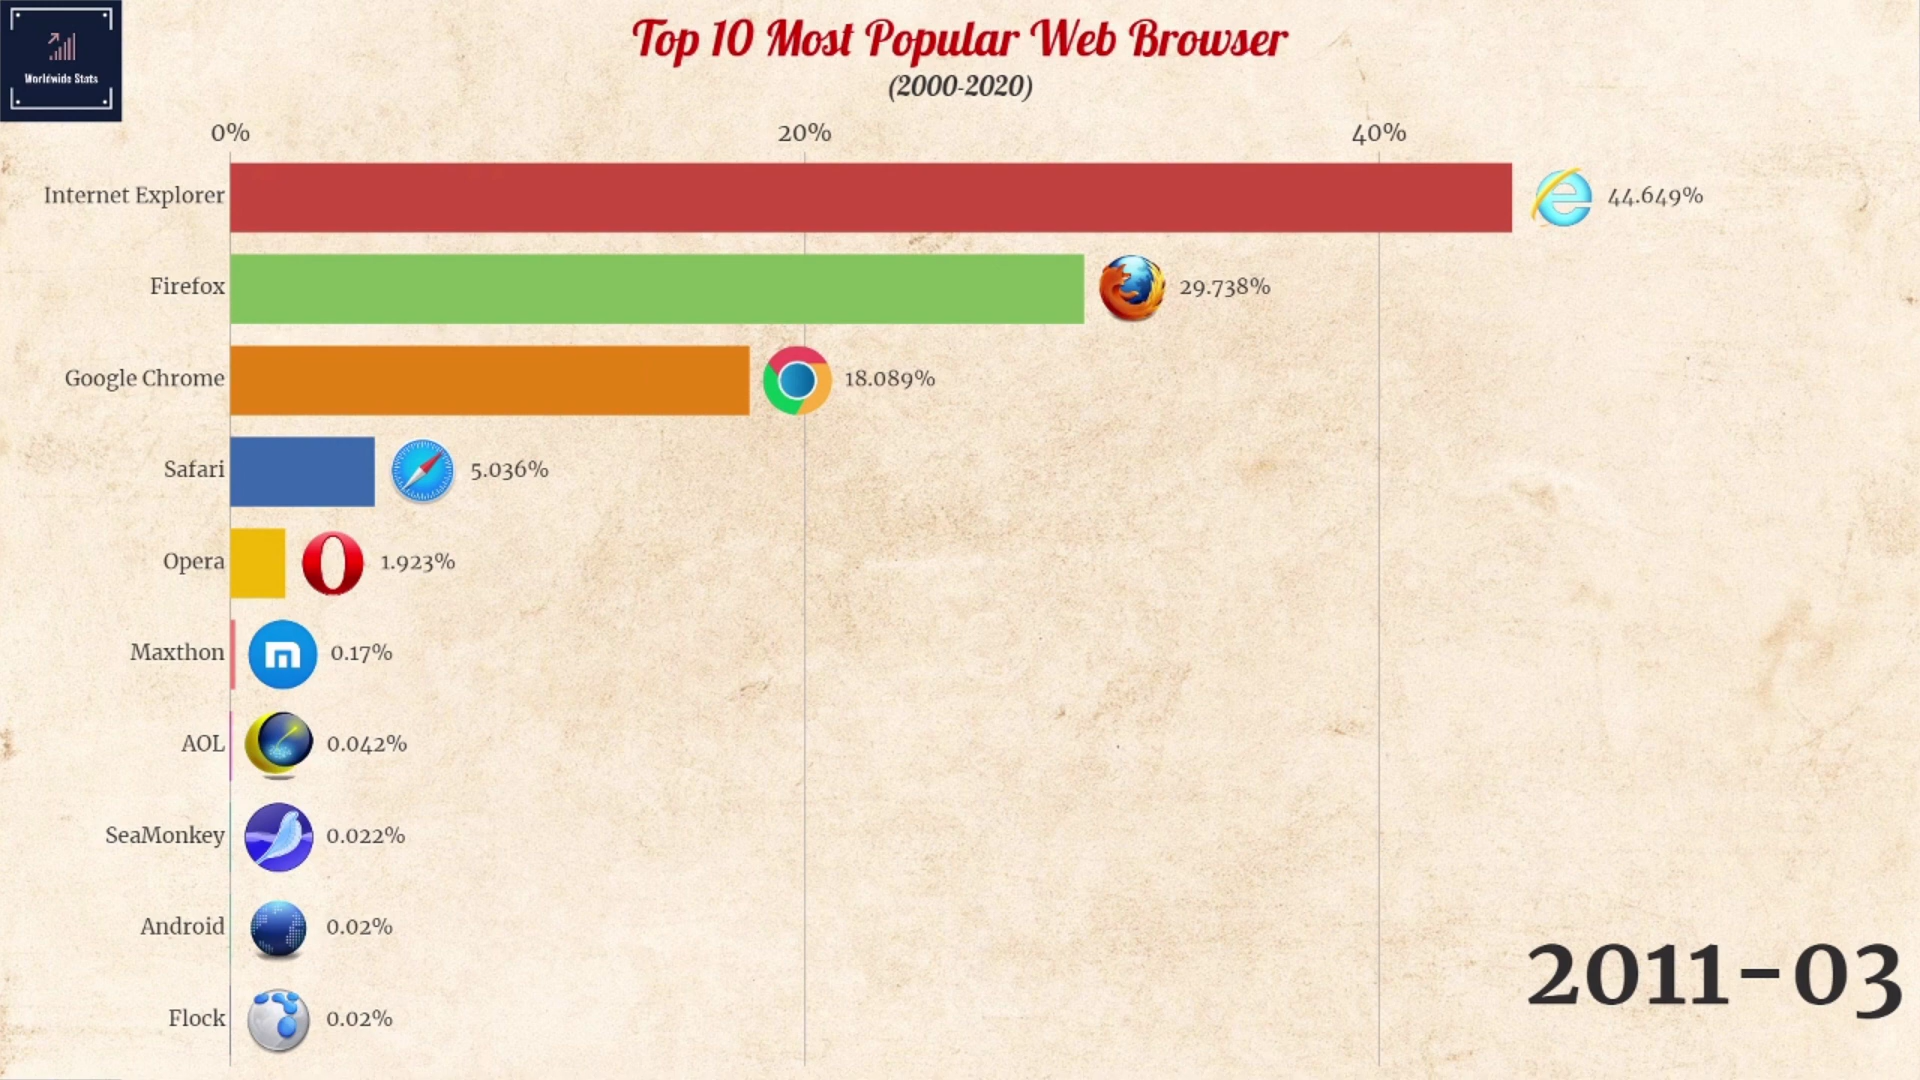 Worldwide Stats
Top 10 Most Popular Web Browser
(2000-2020)
0% 20% 40%
Internet Explorer 44.649%
Firefox 29.738%
Google Chrome 18.089%
Safari 5.036%
Opera 1.923%
Maxthon 0.17%
AOL 0.042%
SeaMonkey 0.022%
Android 0.02%
Flock 0.02%
2011-03